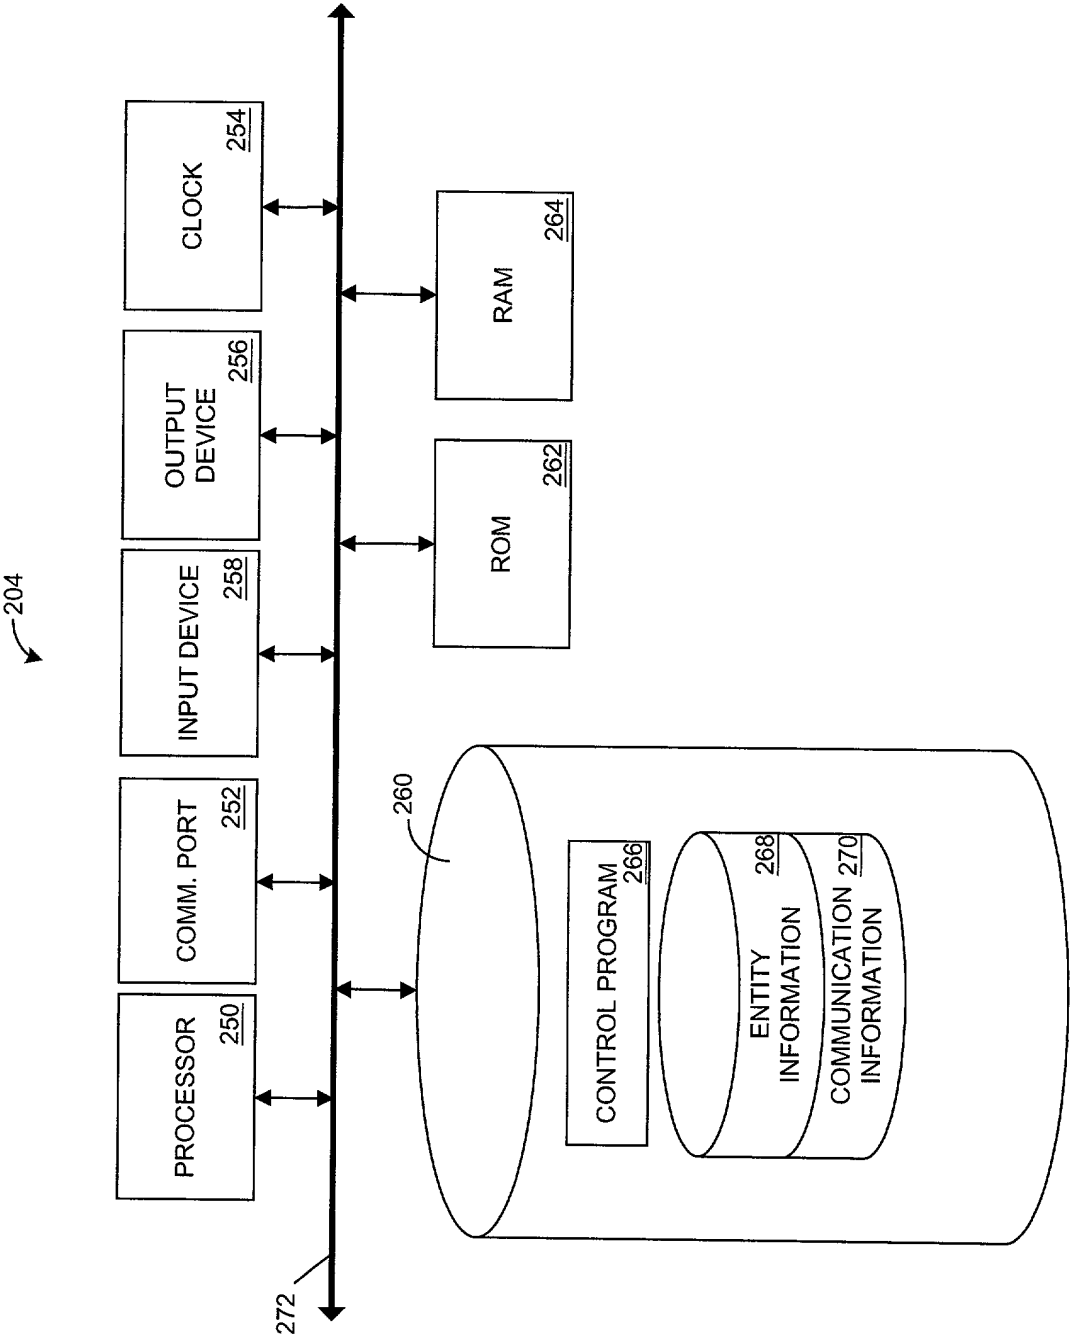 204
PROCESSOR
250
COMM. PORT
252
INPUT DEVICE
258
OUTPUT
DEVICE
256
CLOCK
254
272
260
ROM
262
RAM
264
CONTROL PROGRAM
266
ENTITY
INFORMATION
268
COMMUNICATION
INFORMATION
270